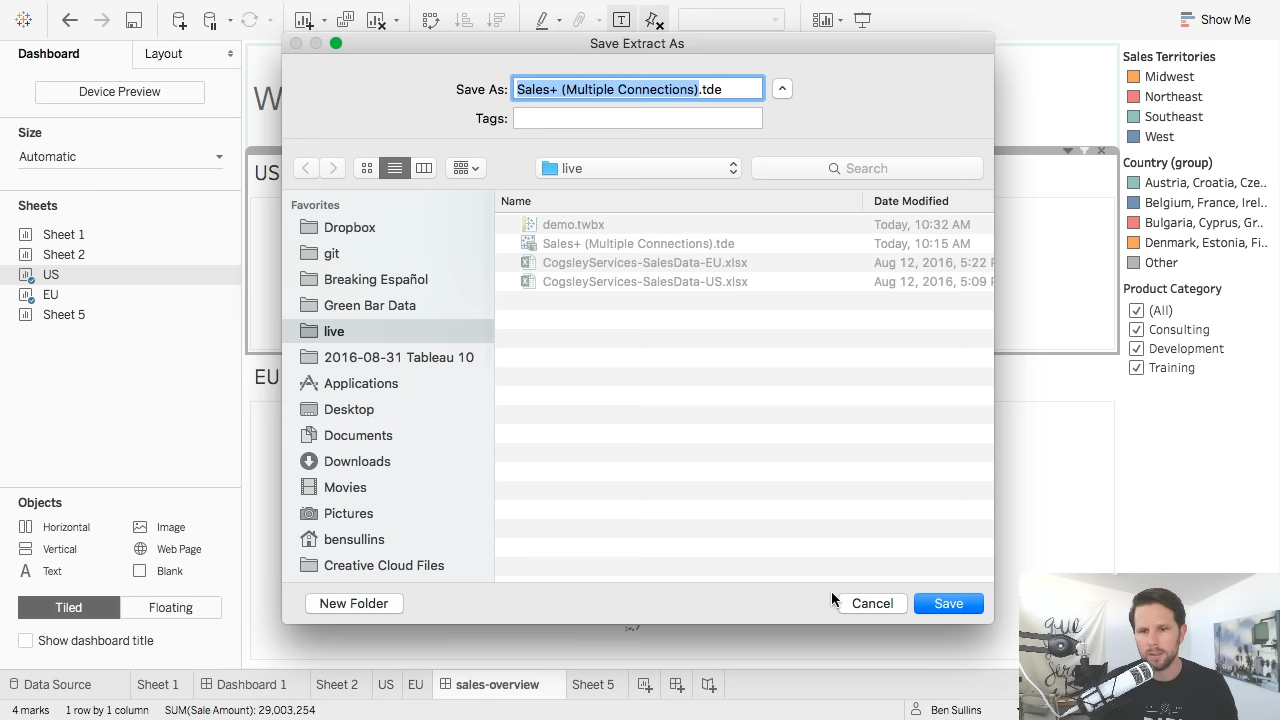 Show Me
Save Extract As
Dashboard
Layout
Device Preview
Size
Automatic
Sheets
Sheet 1
Sheet 2
US
EU
Sheet 5
Objects
Horizontal
Image
Vertical
Web Page
Text
Blank
Tiled
Floating
Show dashboard title
W
US
EU
Save As:
Sales+ (Multiple Connections).tde
Tags:
live
Search
Favorites
Dropbox
git
Breaking Español
Green Bar Data
live
2016-08-31 Tableau 10
Applications
Desktop
Documents
Downloads
Movies
Pictures
bensullins
Creative Cloud Files
Name
Date Modified
demo.twbx
Today, 10:32 AM
Sales+ (Multiple Connections).tde
Today, 10:15 AM
CogsleyServices-SalesData-EU.xlsx
Aug 12, 2016, 5:22 P
CogsleyServices-SalesData-US.xlsx
Aug 12, 2016, 5:09 P
New Folder
Cancel
Save
Sales Territories
Midwest
Northeast
Southeast
West
Country (group)
Austria, Croatia, Cze..
Belgium, France, Irel..
Bulgaria, Cyprus, Gr..
Denmark, Estonia, Fi..
Other
Product Category
(All)
Consulting
Development
Training
Data Source
Sheet 1
Dashboard 1
Sheet 2
US
EU
sales-overview
Sheet 5
4 marks
1 row by 1 column
SUM(Sale Amount): 29,003,254
Ben Sullins